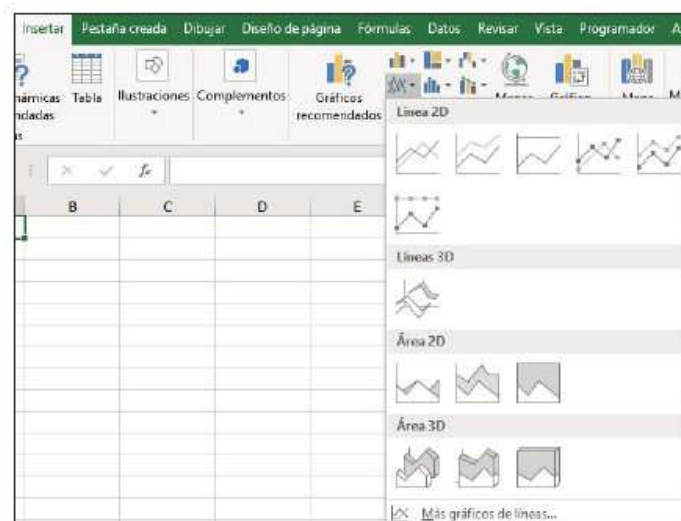 Insertar Pestaña creada Dibujar Diseño de página Fórmulas Datos Revisar Vista Programador A
námicas Tabla Ilustraciones Complementos Gráficos
ndadas recomendados
fx
B C D E
Línea 2D
Líneas 3D
Área 2D
Área 3D
Más gráficos de líneas...